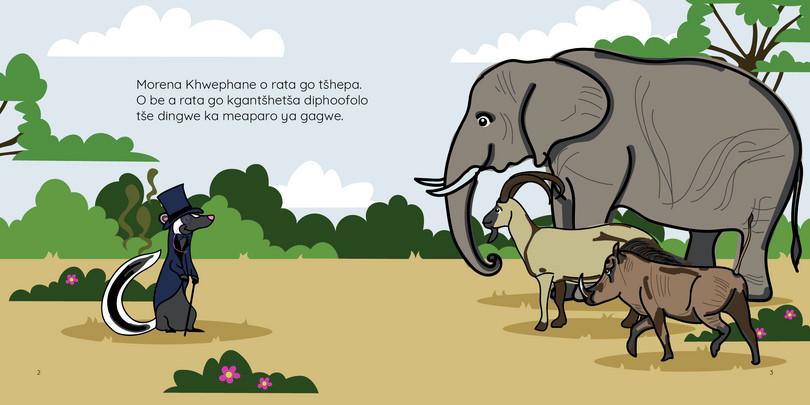 Morena Khwephane o rata go tšhepa.
O be a rata go kgantšhetša diphoofolo
tše dingwe ka meaparo ya gagwe.
2
3